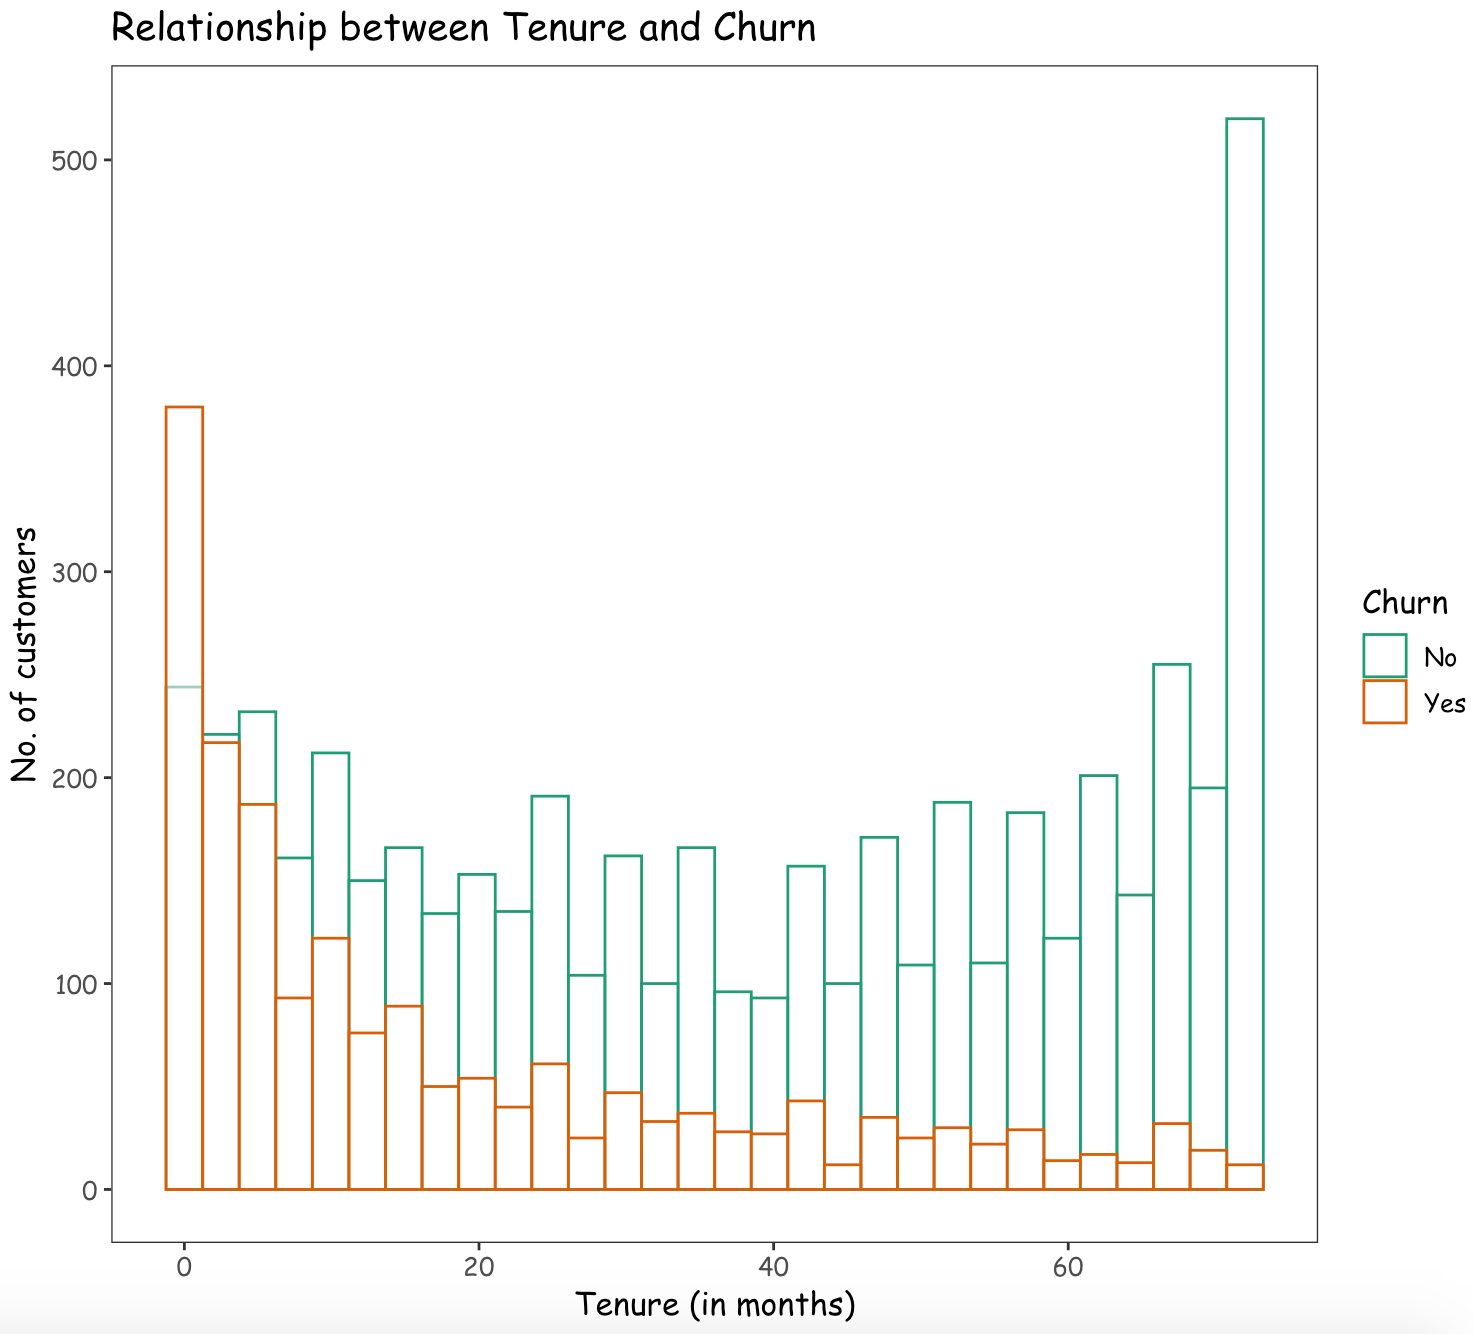 Relationship between Tenure and Churn
500
400
300
200
100
0
No. of customers
0 20 40 60
Tenure (in months)
Churn
No
Yes